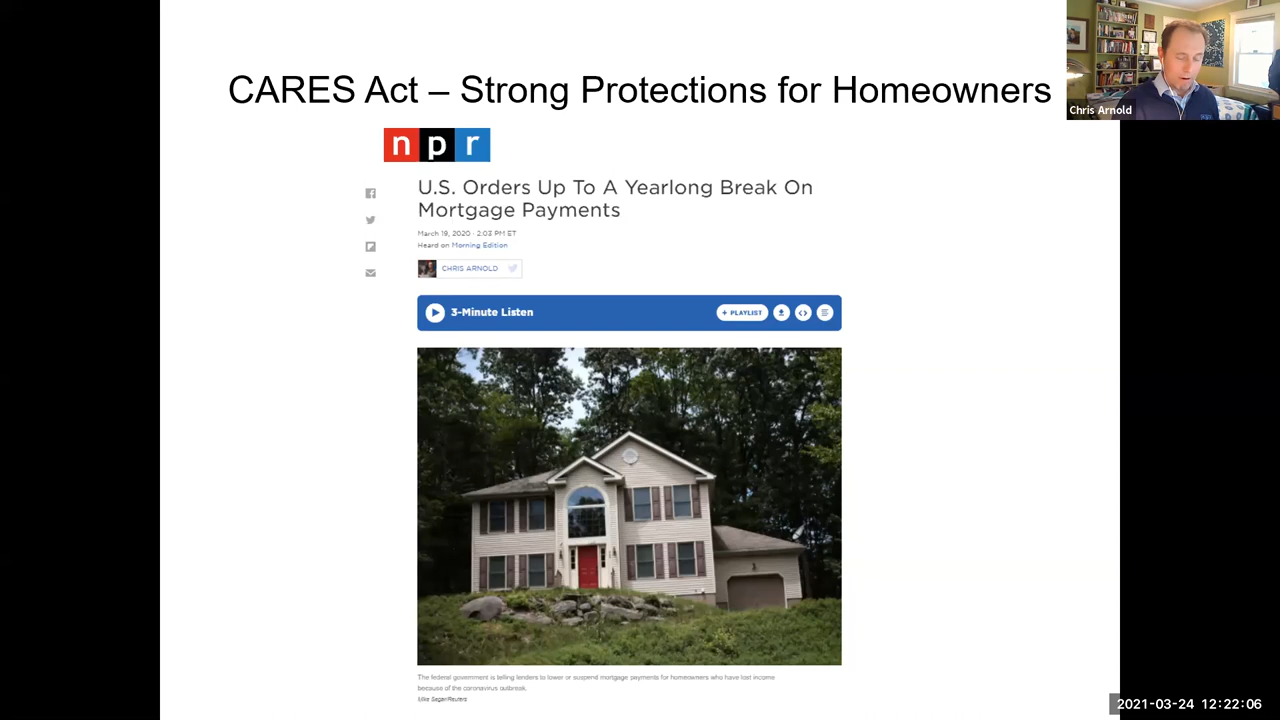 CARES Act – Strong Protections for Homeowners
Chris Arnold
npr
U.S. Orders Up To A Yearlong Break On
Mortgage Payments
March 19, 2020 · 2:03 PM ET
Heard on Morning Edition
CHRIS ARNOLD
3-Minute Listen
+ PLAYLIST
The federal government is telling lenders to lower or suspend mortgage payments for homeowners who have lost income
because of the coronavirus outbreak.
Mike Segar/Reuters
2021-03-24 12:22:06